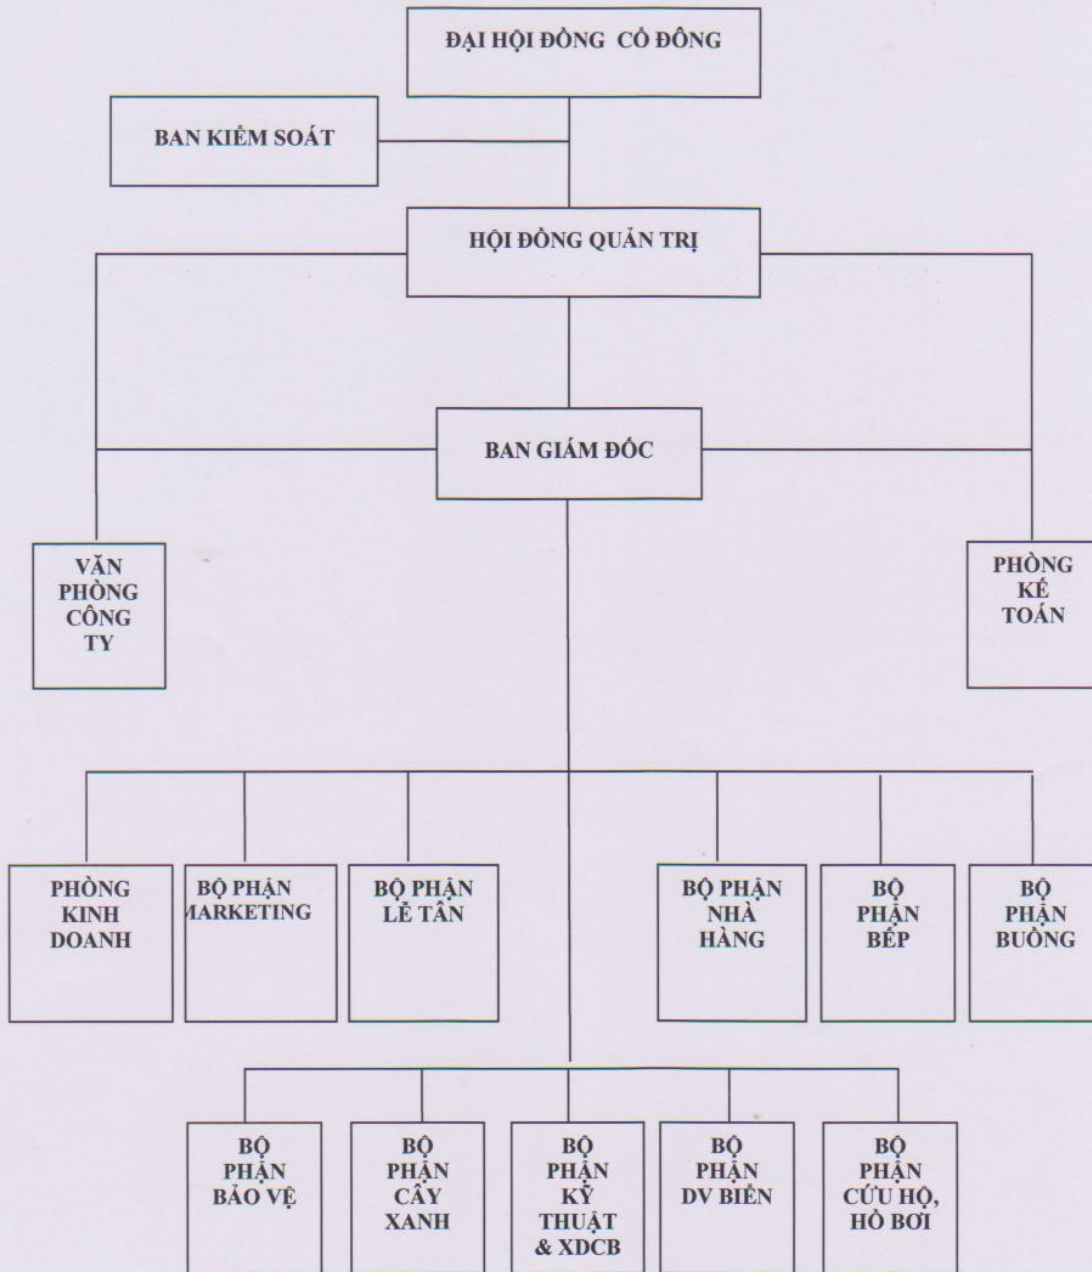 ĐẠI HỘI ĐỒNG CỔ ĐÔNG
BAN KIỂM SOÁT
HỘI ĐỒNG QUẢN TRỊ
BAN GIÁM ĐỐC
VĂN
PHÒNG
CÔNG
TY
PHÒNG
KẾ
TOÁN
PHÒNG
KINH
DOANH
BỘ PHẬN
MARKETING
BỘ PHẬN
LỄ TÂN
BỘ PHẬN
NHÀ
HÀNG
BỘ
PHẬN
BẾP
BỘ
PHẬN
BUỒNG
BỘ
PHẬN
BẢO VỆ
BỘ
PHẬN
CÂY
XANH
BỘ
PHẬN
KỸ
THUẬT
& XDCB
BỘ
PHẬN
DV BIỂN
BỘ
PHẬN
CỨU HỘ,
HỒ BƠI